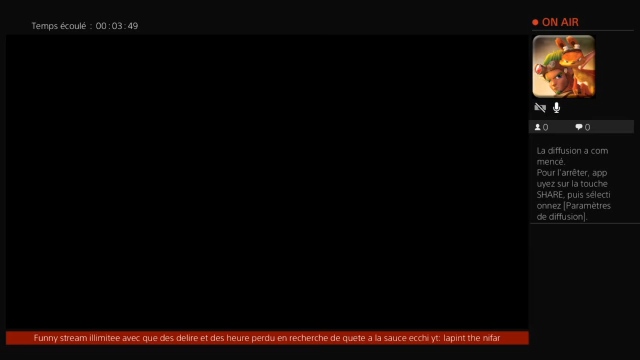 Temps écoulé : 00:03:49
ON AIR
0 0
La diffusion a com
mencé.
Pour l'arrêter, app
uyez sur la touche
SHARE, puis sélecti
onnez [Paramètres
de diffusion].
Funny stream illimitee avec que des delire et des heure perdu en recherche de quete a la sauce ecchi yt: lapint the nifar